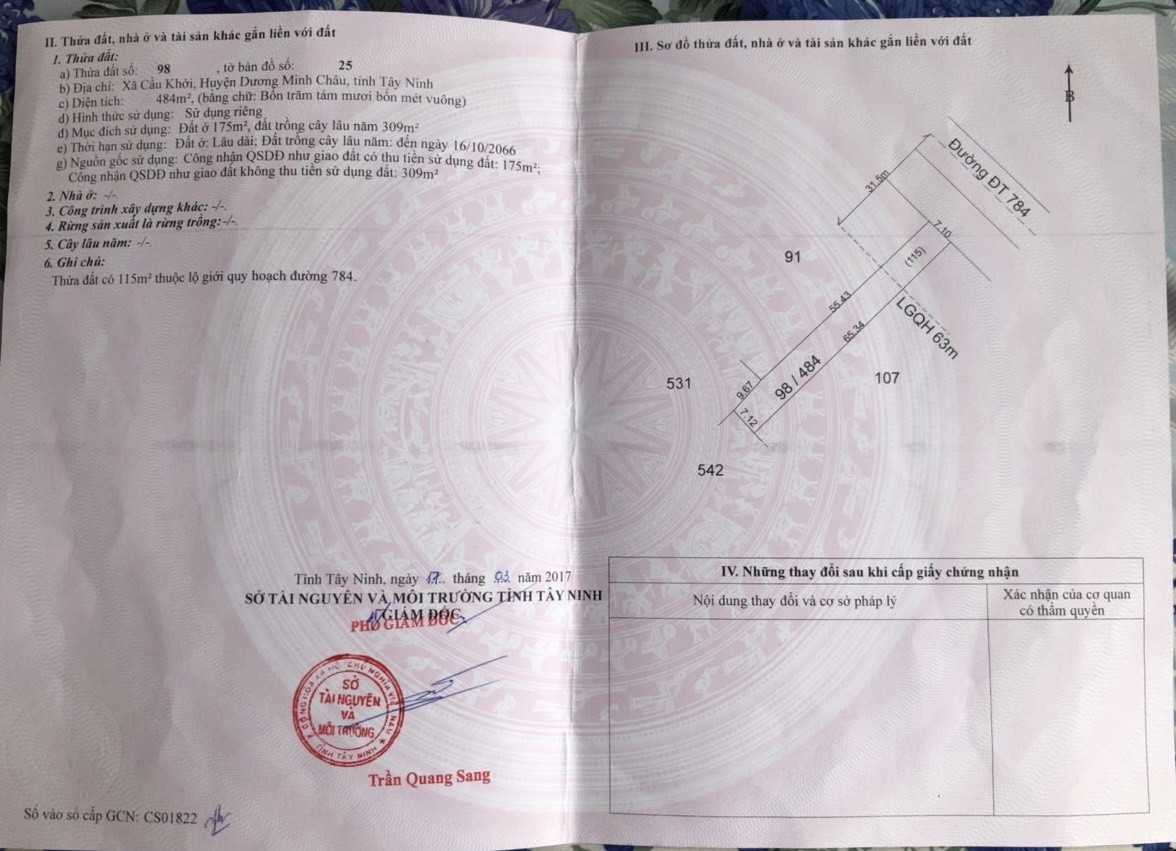 II. Thửa đất, nhà ở và tài sản khác gắn liền với đất
1. Thửa đất:
a) Thửa đất số: 98 , tờ bản đồ số: 25
b) Địa chỉ: Xã Cầu Khởi, Huyện Dương Minh Châu, tỉnh Tây Ninh
c) Diện tích: 484m², (bằng chữ: Bốn trăm tám mươi bốn mét vuông)
d) Hình thức sử dụng: Sử dụng riêng
đ) Mục đích sử dụng: Đất ở 175m², đất trồng cây lâu năm 309m²
e) Thời hạn sử dụng: Đất ở: Lâu dài; Đất trồng cây lâu năm: đến ngày 16/10/2066
g) Nguồn gốc sử dụng: Công nhận QSDĐ như giao đất có thu tiền sử dụng đất: 175m²;
Công nhận QSDĐ như giao đất không thu tiền sử dụng đất: 309m²
2. Nhà ở: -/-.
3. Công trình xây dựng khác: -/-.
4. Rừng sản xuất là rừng trồng:-/-.
5. Cây lâu năm: -/-.
6. Ghi chú:
Thửa đất có 115m² thuộc lộ giới quy hoạch đường 784.
Tỉnh Tây Ninh, ngày 17.. tháng 03. năm 2017
SỞ TÀI NGUYÊN VÀ MÔI TRƯỜNG TỈNH TÂY NINH
GIÁM ĐỐC
PHÓ GIÁM ĐỐC
CỘNG HÒA XÃ HỘI CHỦ NGHĨA VIỆT NAM
SỞ
TÀI NGUYÊN
VÀ
MÔI TRƯỜNG
TỈNH TÂY NINH
Trần Quang Sang
Số vào sổ cấp GCN: CS01822
III. Sơ đồ thửa đất, nhà ở và tài sản khác gắn liền với đất
B
Đường ĐT 784
31.5m
7.10
(115)
91
55.43
LGQH 63m
65.34
98 / 484
107
531
9.67
7.12
542
IV. Những thay đổi sau khi cấp giấy chứng nhận
Nội dung thay đổi và cơ sở pháp lý
Xác nhận của cơ quan
có thẩm quyền